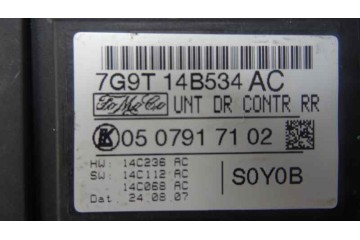 7G9T 14B534 AC
FoMoCo UNT DR CONTR RR
K 05 0791 71 02
HW: 14C236 AC
SW: 14C112 AC
14C068 AC
S0Y0B
Dat: 24.08.07